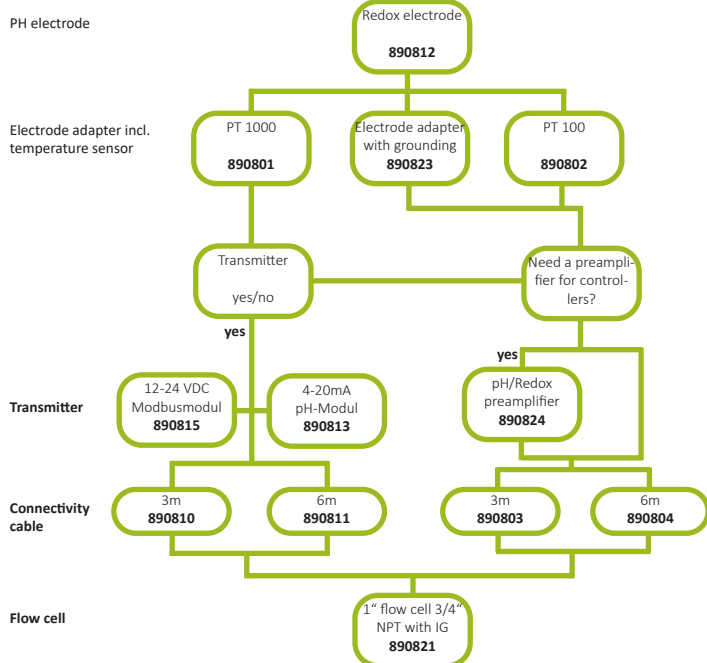 PH electrode
Redox electrode
890812
Electrode adapter incl.
temperature sensor
PT 1000
890801
Electrode adapter
with grounding
890823
PT 100
890802
Transmitter
yes/no
Need a preampli-
fier for control-
lers?
yes
yes
Transmitter
12-24 VDC
Modbusmodul
890815
4-20mA
pH-Modul
890813
pH/Redox
preamplifier
890824
Connectivity
cable
3m
890810
6m
890811
3m
890803
6m
890804
Flow cell
1“ flow cell 3/4“
NPT with IG
890821